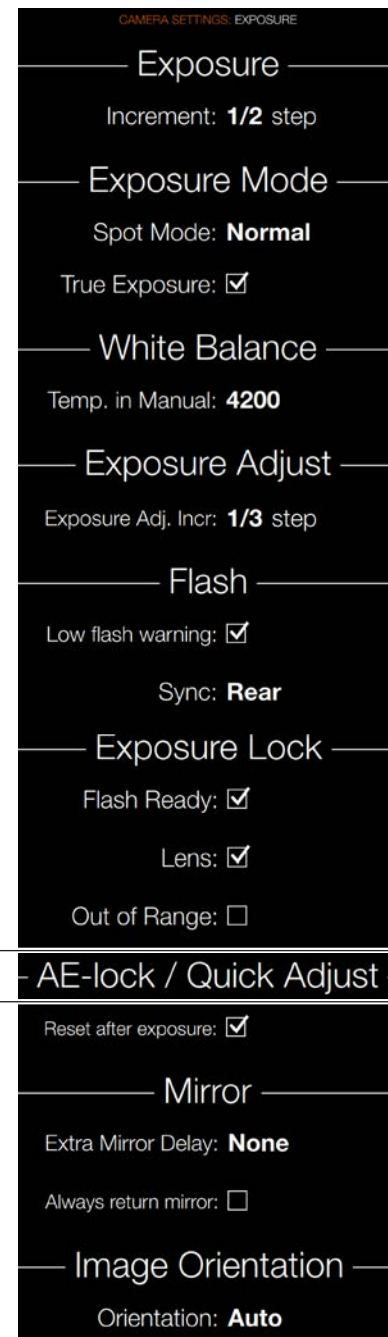 CAMERA SETTINGS: EXPOSURE
Exposure
Increment: 1/2 step
Exposure Mode
Spot Mode: Normal
True Exposure:
White Balance
Temp. in Manual: 4200
Exposure Adjust
Exposure Adj. Incr: 1/3 step
Flash
Low flash warning:
Sync: Rear
Exposure Lock
Flash Ready:
Lens:
Out of Range:
AE-lock / Quick Adjust
Reset after exposure:
Mirror
Extra Mirror Delay: None
Always return mirror:
Image Orientation
Orientation: Auto